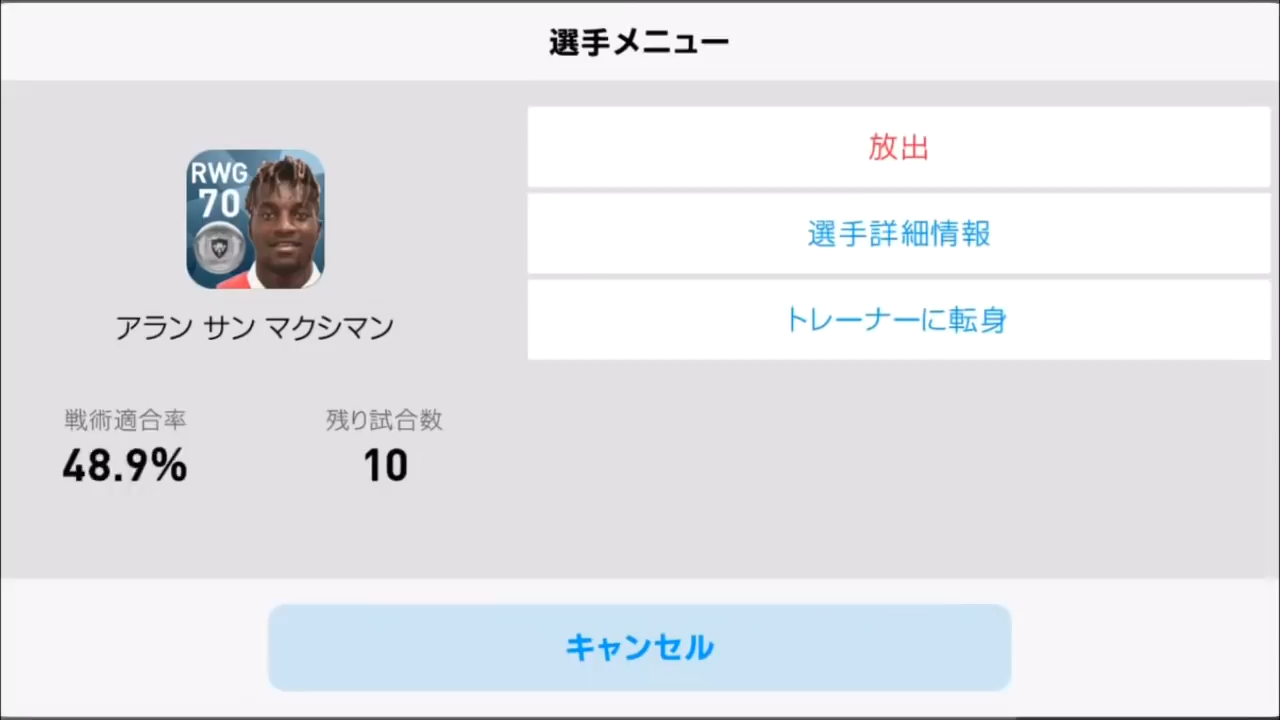 選手メニュー
RWG
70
アラン サン マクシマン
戦術適合率
残り試合数
48.9%
10
放出
選手詳細情報
トレーナーに転身
キャンセル